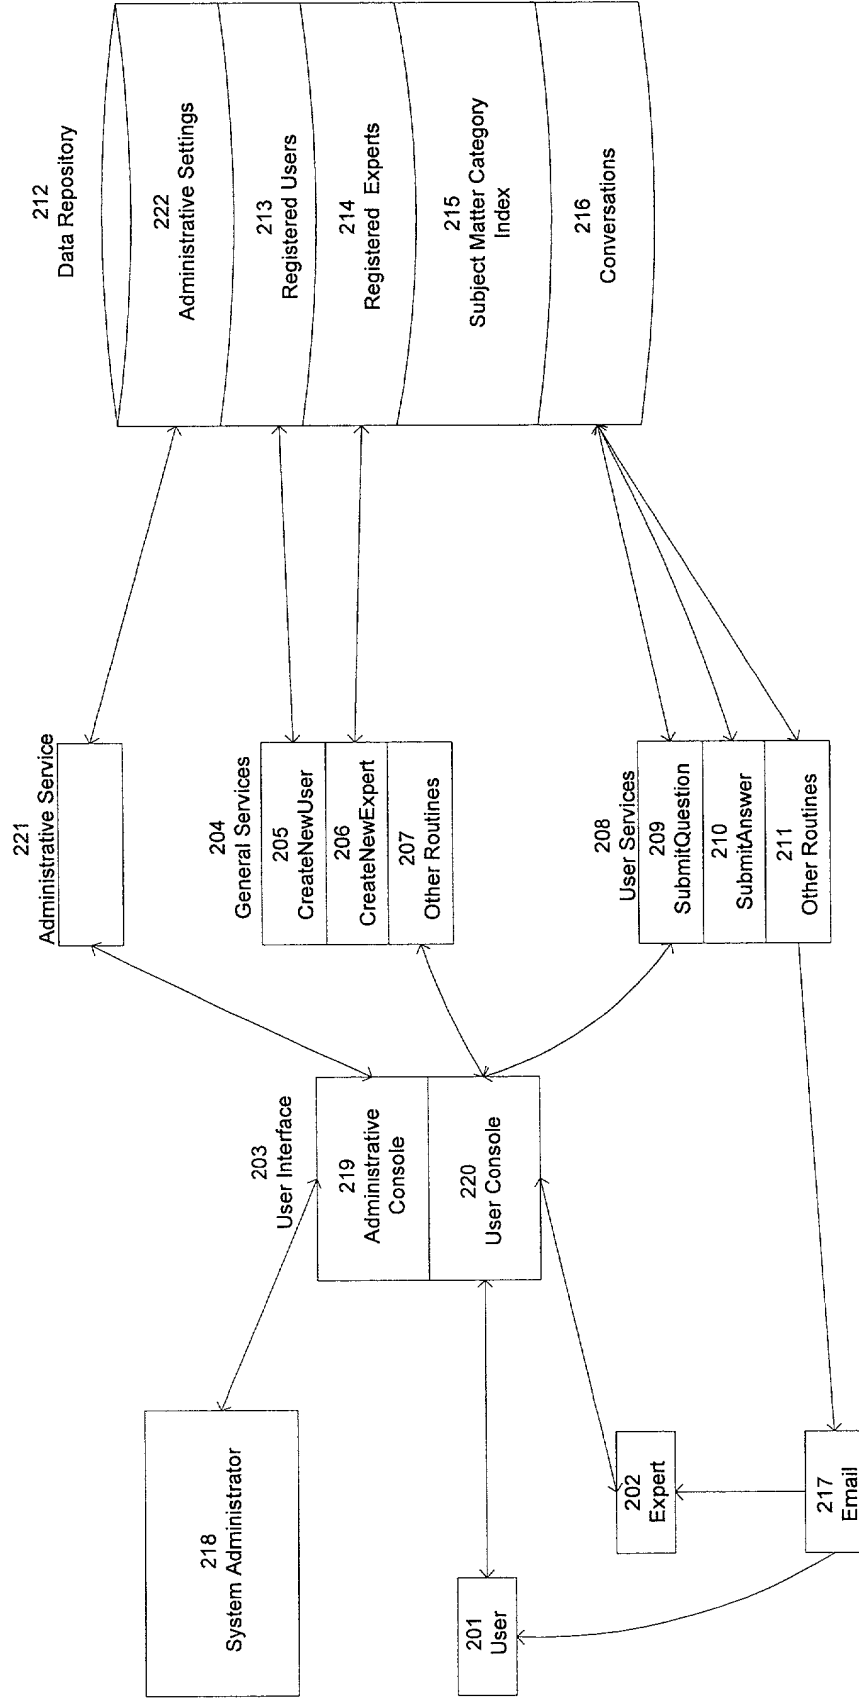 212
Data Repository
222
Administrative Settings
213
Registered Users
214
Registered Experts
215
Subject Matter Category
Index
216
Conversations
221
Administrative Service
204
General Services
205
CreateNewUser
206
CreateNewExpert
207
Other Routines
208
User Services
209
SubmitQuestion
210
SubmitAnswer
211
Other Routines
203
User Interface
219
Administrative
Console
220
User Console
218
System Administrator
201
User
202
Expert
217
Email